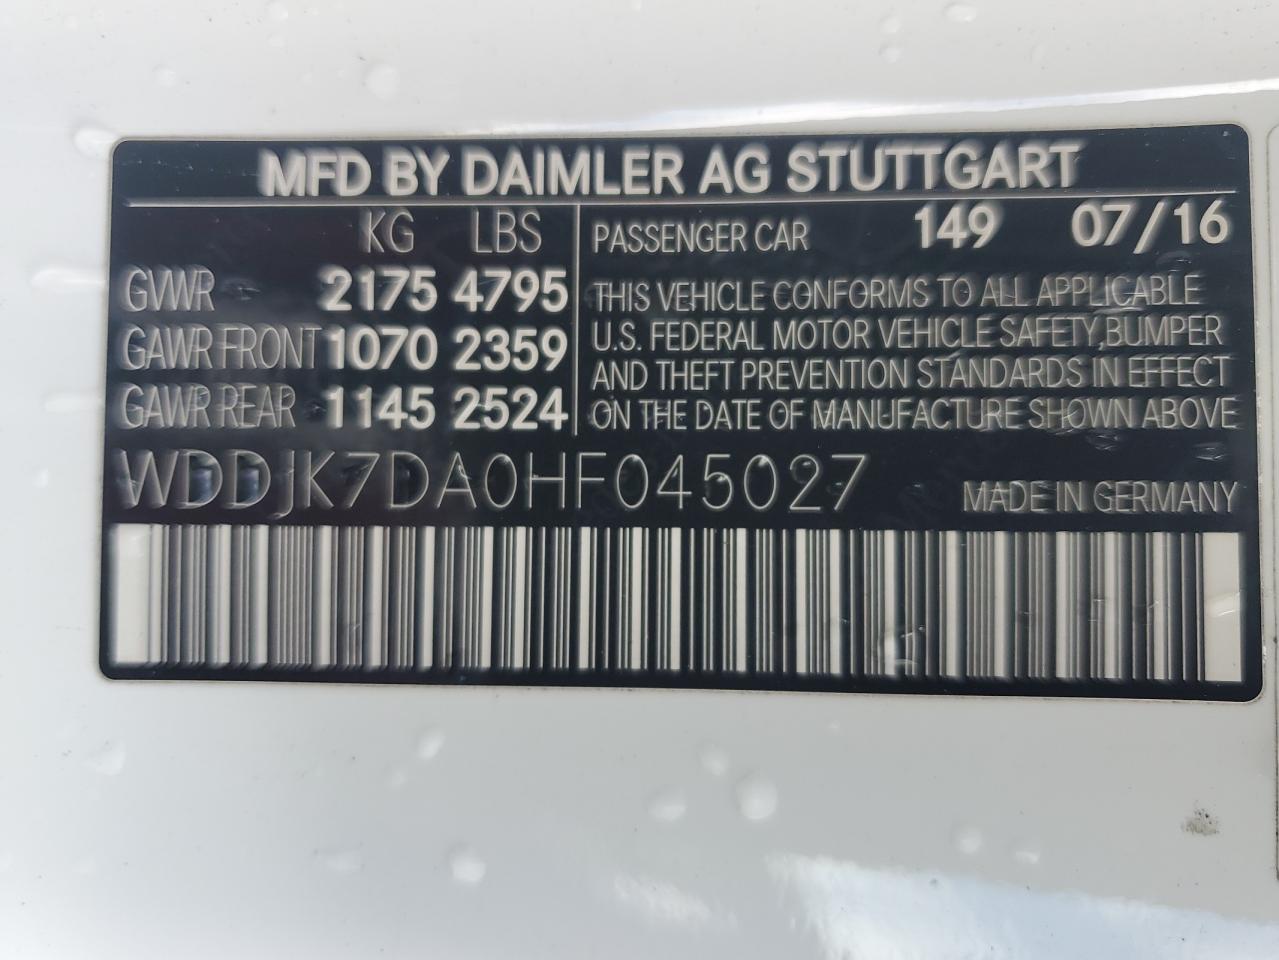 MFD BY DAIMLER AG STUTTGART
KG LBS
GVWR 2175 4795
GAWR FRONT 1070 2359
GAWR REAR 1145 2524
PASSENGER CAR 149 07/16
THIS VEHICLE CONFORMS TO ALL APPLICABLE
U.S. FEDERAL MOTOR VEHICLE SAFETY,BUMPER
AND THEFT PREVENTION STANDARDS IN EFFECT
ON THE DATE OF MANUFACTURE SHOWN ABOVE
WDDJK7DA0HF045027
MADE IN GERMANY